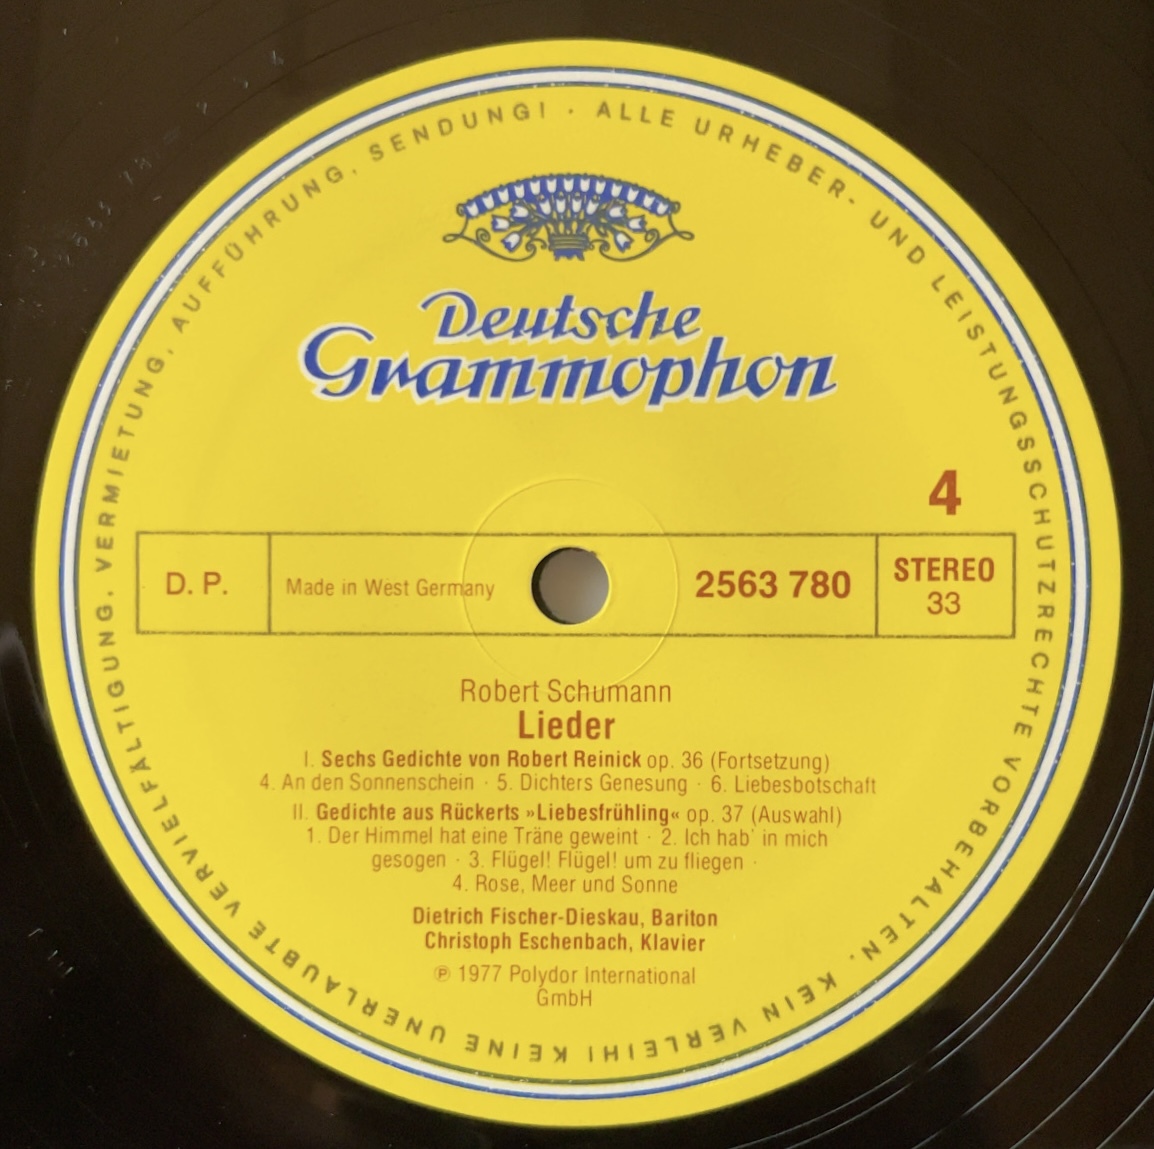 ALLE URHEBER- UND LEISTUNGSSCHUTZRECHTE VORBEHALTEN. KEIN VERLEIH! KEINE UNERLAUBTE VERVIELFÄLTIGUNG, VERMIETUNG, AUFFÜHRUNG, SENDUNG! ·
Deutsche
Grammophon
4
D. P.
Made in West Germany
2563 780
STEREO
33
Robert Schumann
Lieder
I. Sechs Gedichte von Robert Reinick op. 36 (Fortsetzung)
4. An den Sonnenschein · 5. Dichters Genesung · 6. Liebesbotschaft
II. Gedichte aus Rückerts »Liebesfrühling« op. 37 (Auswahl)
1. Der Himmel hat eine Träne geweint · 2. Ich hab' in mich
gesogen · 3. Flügel! Flügel! um zu fliegen ·
4. Rose, Meer und Sonne
Dietrich Fischer-Dieskau, Bariton
Christoph Eschenbach, Klavier
℗ 1977 Polydor International
GmbH